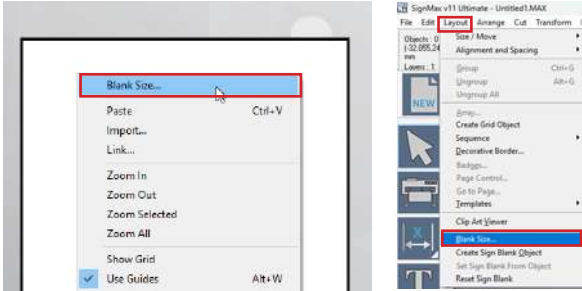 Blank Size...
Paste Ctrl+V
Import...
Link...
Zoom In
Zoom Out
Zoom Selected
Zoom All
Show Grid
Use Guides Alt+W
SignMax v11 Ultimate - Untitled1.MAX
File Edit Layout Arrange Cut Transform
Objects : 0
(-32.055,24
mm
Layers : 1
NEW
Size / Move
Alignment and Spacing
Group Ctrl+G
Ungroup Alt+G
Ungroup All
Array...
Create Grid Object
Sequence
Decorative Border...
Badges...
Page Control...
Go to Page...
Templates
Clip Art Viewer
Blank Size...
Create Sign Blank Object
Set Sign Blank From Object
Reset Sign Blank